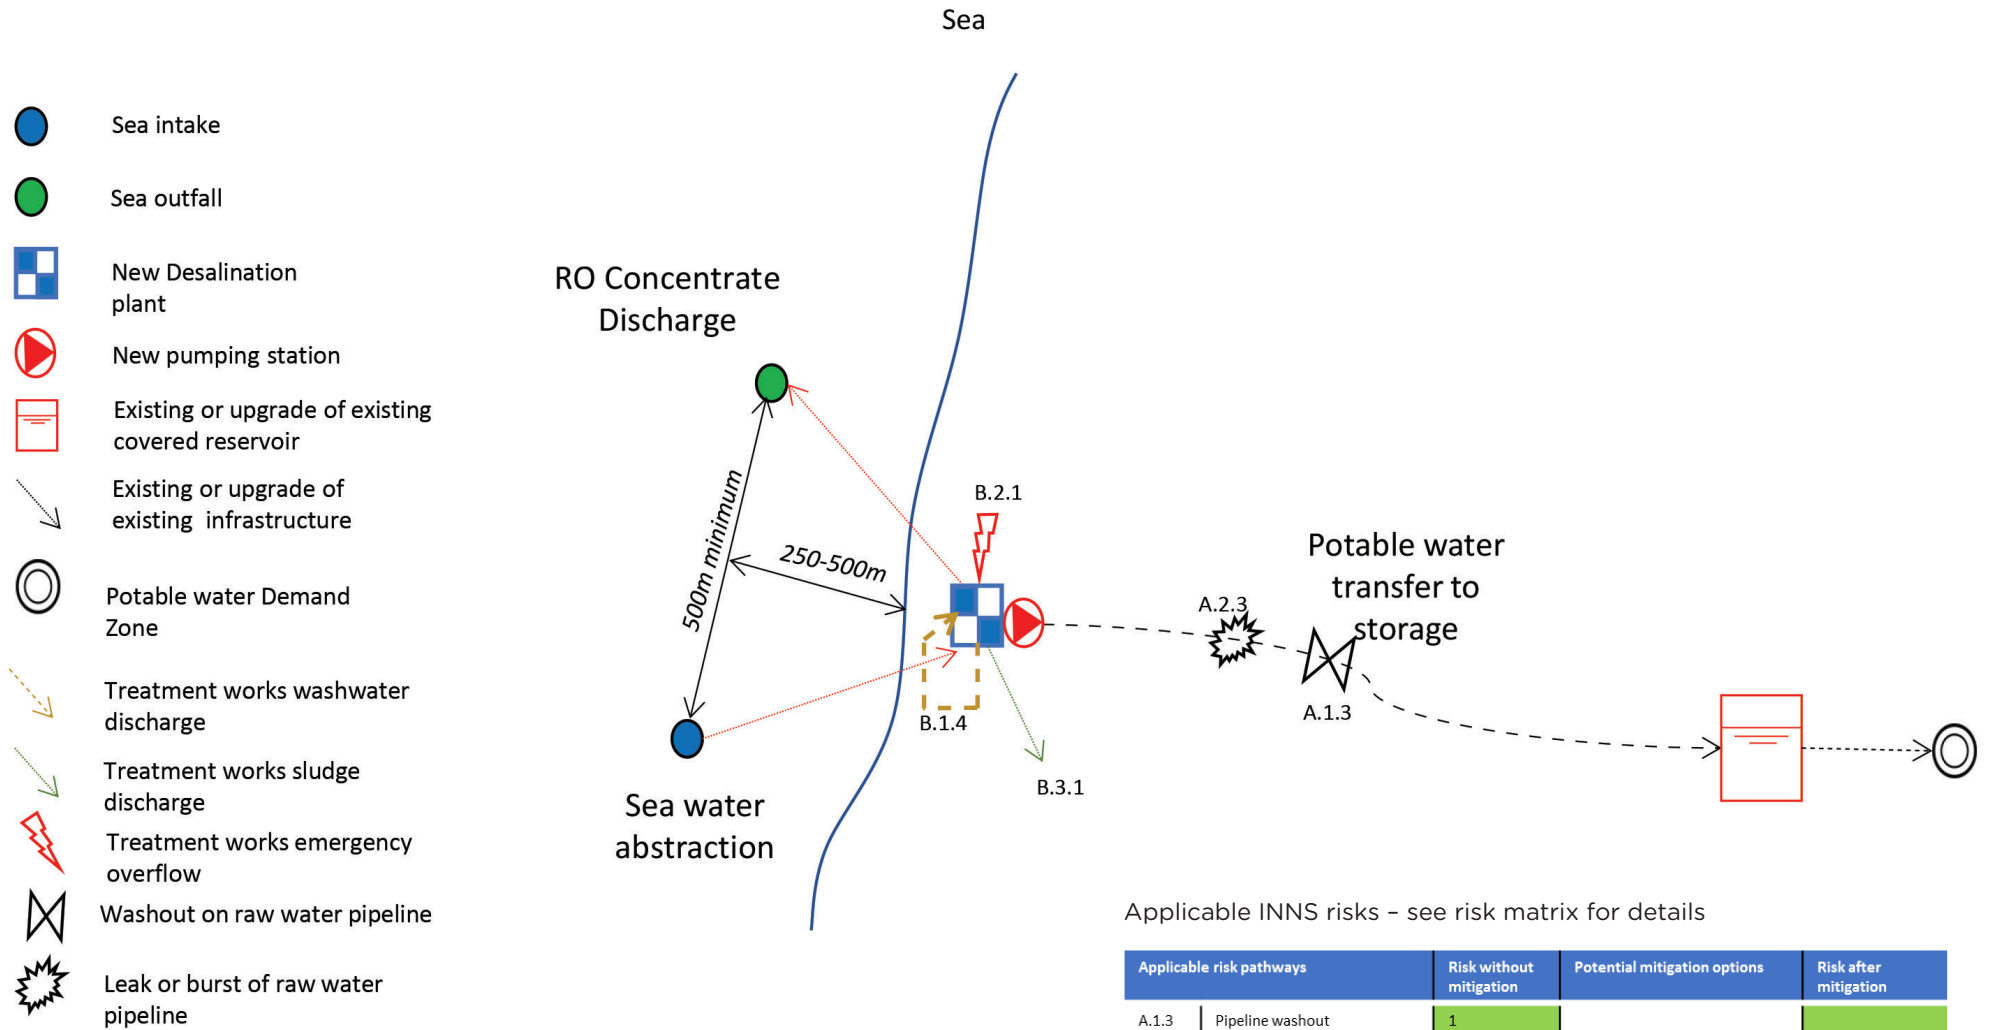 Sea
Sea intake
Sea outfall
New Desalination
plant
New pumping station
Existing or upgrade of existing
covered reservoir
Existing or upgrade of
existing infrastructure
Potable water Demand
Zone
Treatment works washwater
discharge
Treatment works sludge
discharge
Treatment works emergency
overflow
Washout on raw water pipeline
Leak or burst of raw water
pipeline
RO Concentrate
Discharge
500m minimum
250-500m
Sea water
abstraction
B.2.1
B.1.4
B.3.1
A.2.3
A.1.3
Potable water
transfer to
storage
Applicable INNS risks – see risk matrix for details
Applicable risk pathways
Risk without
mitigation
Potential mitigation options
Risk after
mitigation
A.1.3
Pipeline washout
1